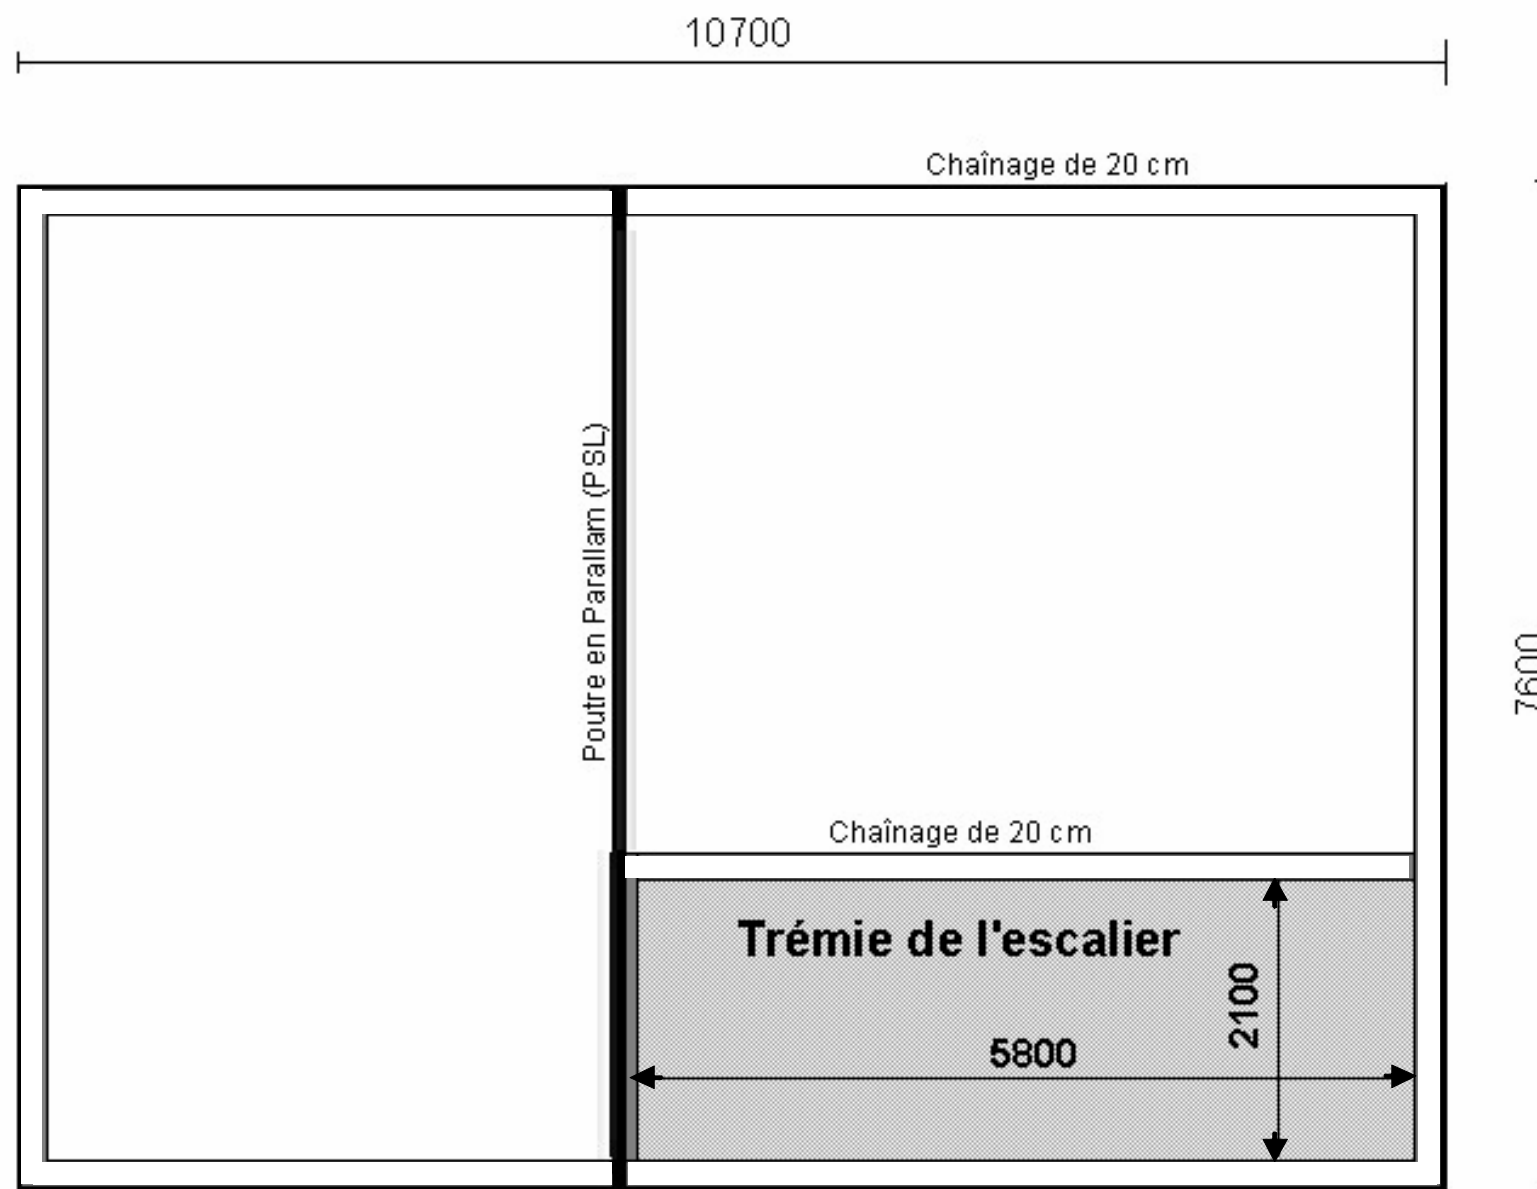 10700
Chaînage de 20 cm
Poutre en Parallam (PSL)
7600
Chaînage de 20 cm
Trémie de l'escalier
2100
5800